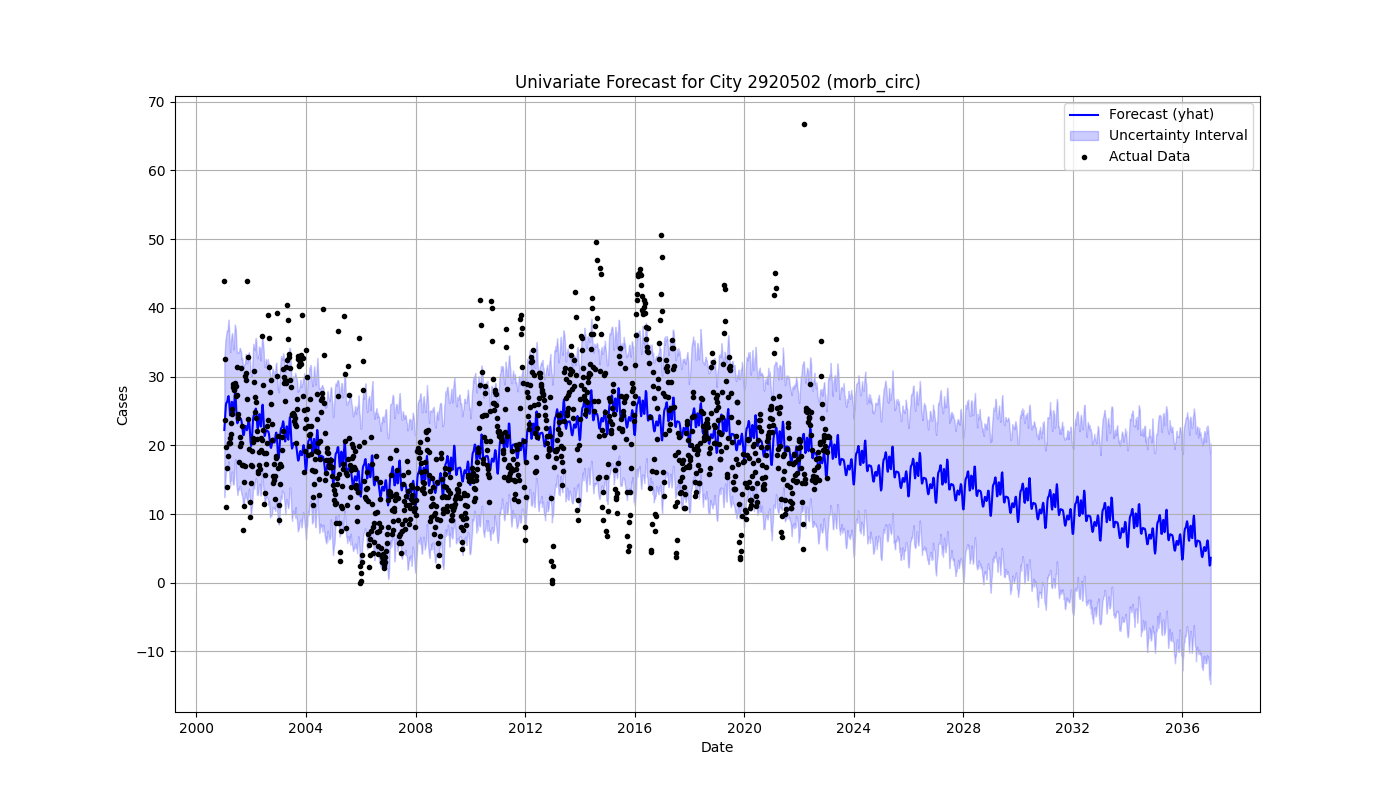 Univariate Forecast for City 2920502 (morb_circ)
Forecast (yhat)
Uncertainty Interval
Actual Data
Cases
70
60
50
40
30
20
10
0
−10
2000 2004 2008 2012 2016 2020 2024 2028 2032 2036
Date